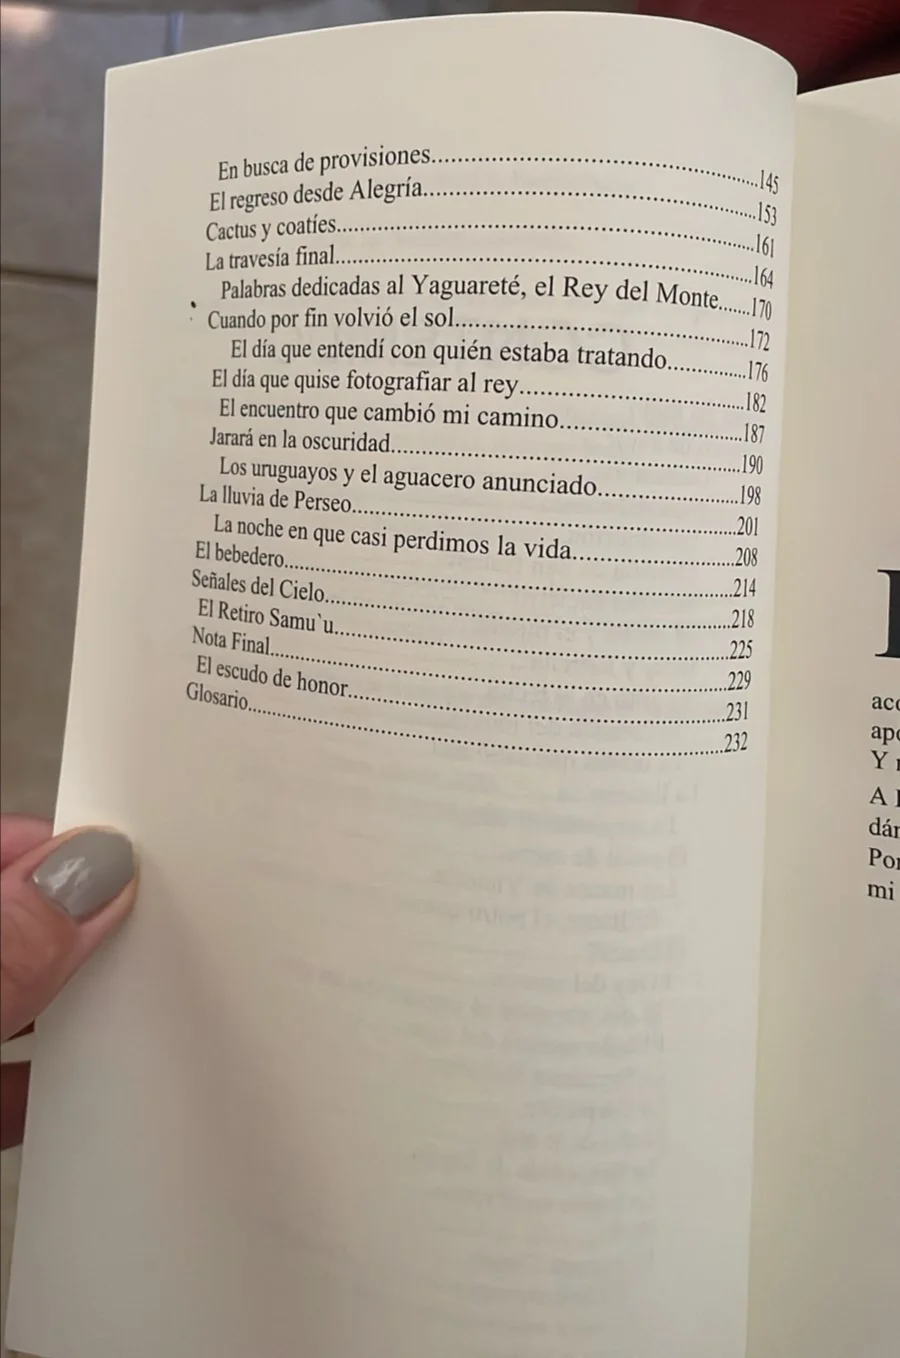 En busca de provisiones..........145
El regreso desde Alegría..........153
Cactus y coatíes..........161
La travesía final..........164
Palabras dedicadas al Yaguareté, el Rey del Monte.......170
Cuando por fin volvió el sol..........172
El día que entendí con quién estaba tratando..........176
El día que quise fotografiar al rey..........182
El encuentro que cambió mi camino..........187
Jarará en la oscuridad..........190
Los uruguayos y el aguacero anunciado..........198
La lluvia de Perseo..........201
La noche en que casi perdimos la vida..........208
El bebedero..........214
Señales del Cielo..........218
El Retiro Samu`u..........225
Nota Final..........229
El escudo de honor..........231
Glosario..........232
Y
A
mi